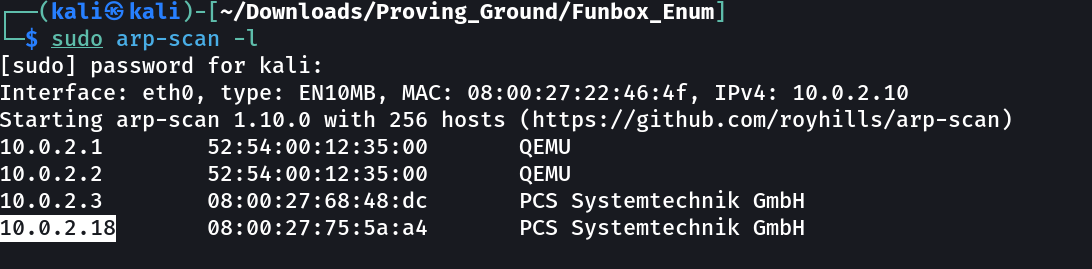 ┌──(kali㉿kali)-[~/Downloads/Proving_Ground/Funbox_Enum]
└─$ sudo arp-scan -l
[sudo] password for kali:
Interface: eth0, type: EN10MB, MAC: 08:00:27:22:46:4f, IPv4: 10.0.2.10
Starting arp-scan 1.10.0 with 256 hosts (https://github.com/royhills/arp-scan)
10.0.2.1 52:54:00:12:35:00 QEMU
10.0.2.2 52:54:00:12:35:00 QEMU
10.0.2.3 08:00:27:68:48:dc PCS Systemtechnik GmbH
10.0.2.18 08:00:27:75:5a:a4 PCS Systemtechnik GmbH